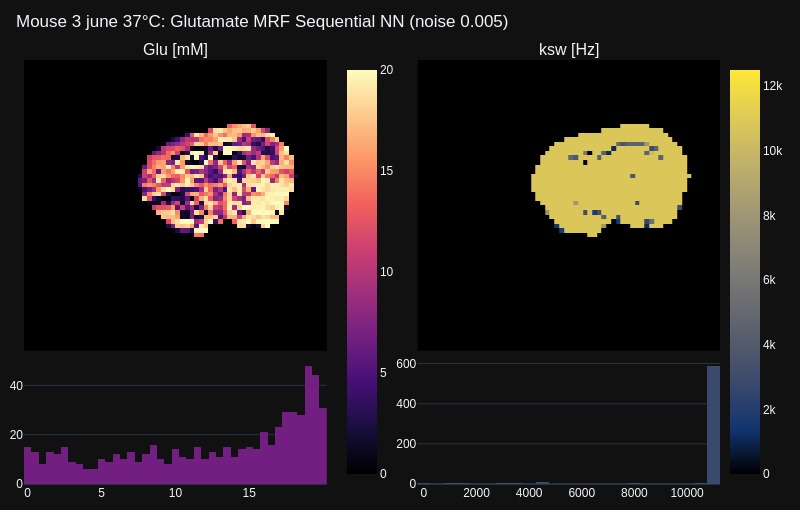 Mouse 3 june 37°C: Glutamate MRF Sequential NN (noise 0.005)
Glu [mM]
ksw [Hz]
20
15
10
5
0
12k
10k
8k
6k
4k
2k
0
40
20
0
0 5 10 15
600
400
200
0
0 2000 4000 6000 8000 10000